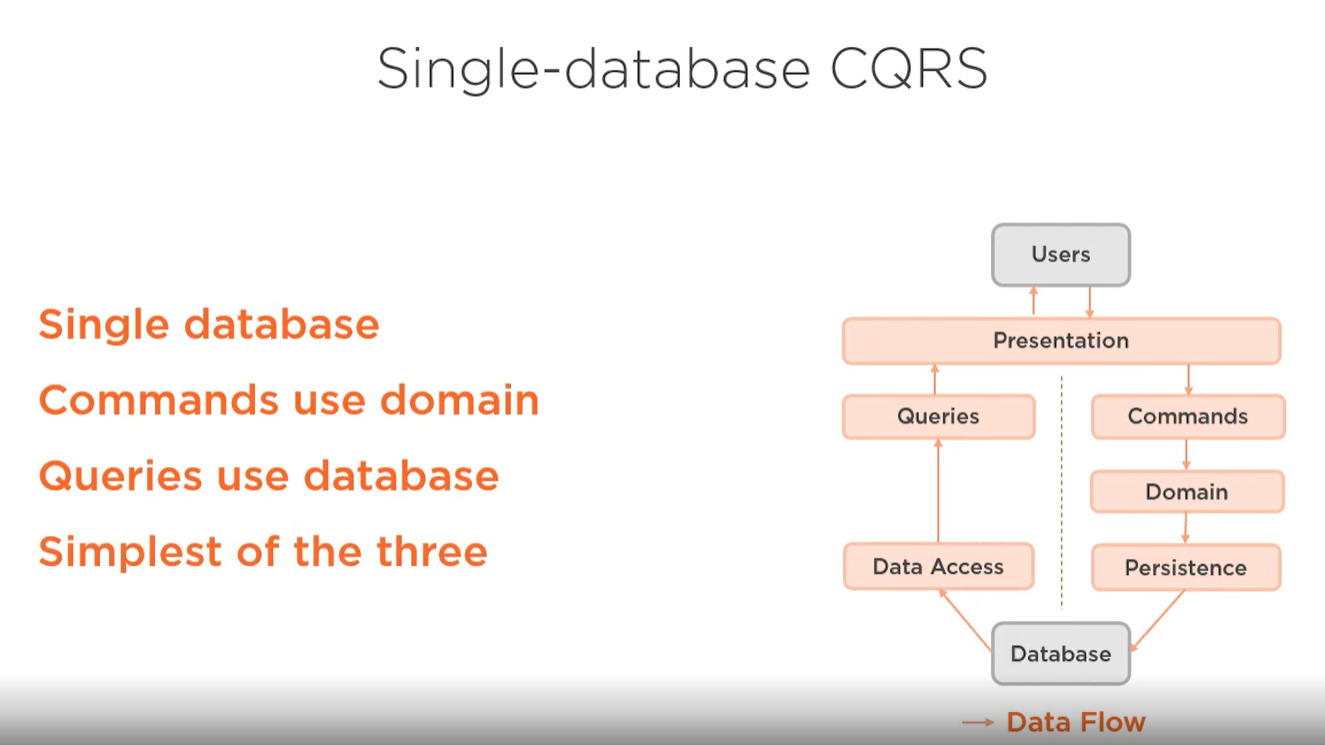 Single-database CQRS
Single database
Commands use domain
Queries use database
Simplest of the three
Users
Presentation
Queries
Commands
Domain
Data Access
Persistence
Database
Data Flow